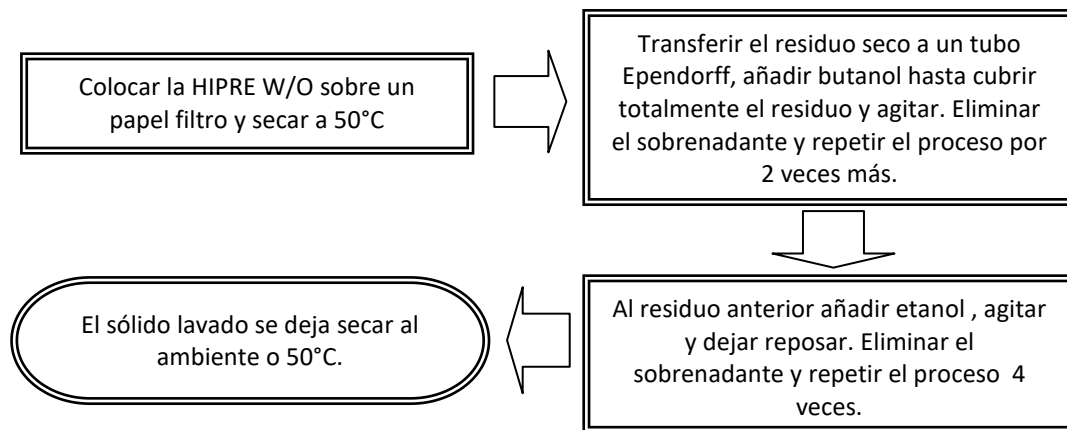 Colocar la HIPRE W/O sobre un
papel filtro y secar a 50°C
Transferir el residuo seco a un tubo
Ependorff, añadir butanol hasta cubrir
totalmente el residuo y agitar. Eliminar
el sobrenadante y repetir el proceso por
2 veces más.
Al residuo anterior añadir etanol , agitar
y dejar reposar. Eliminar el
sobrenadante y repetir el proceso 4
veces.
El sólido lavado se deja secar al
ambiente o 50°C.